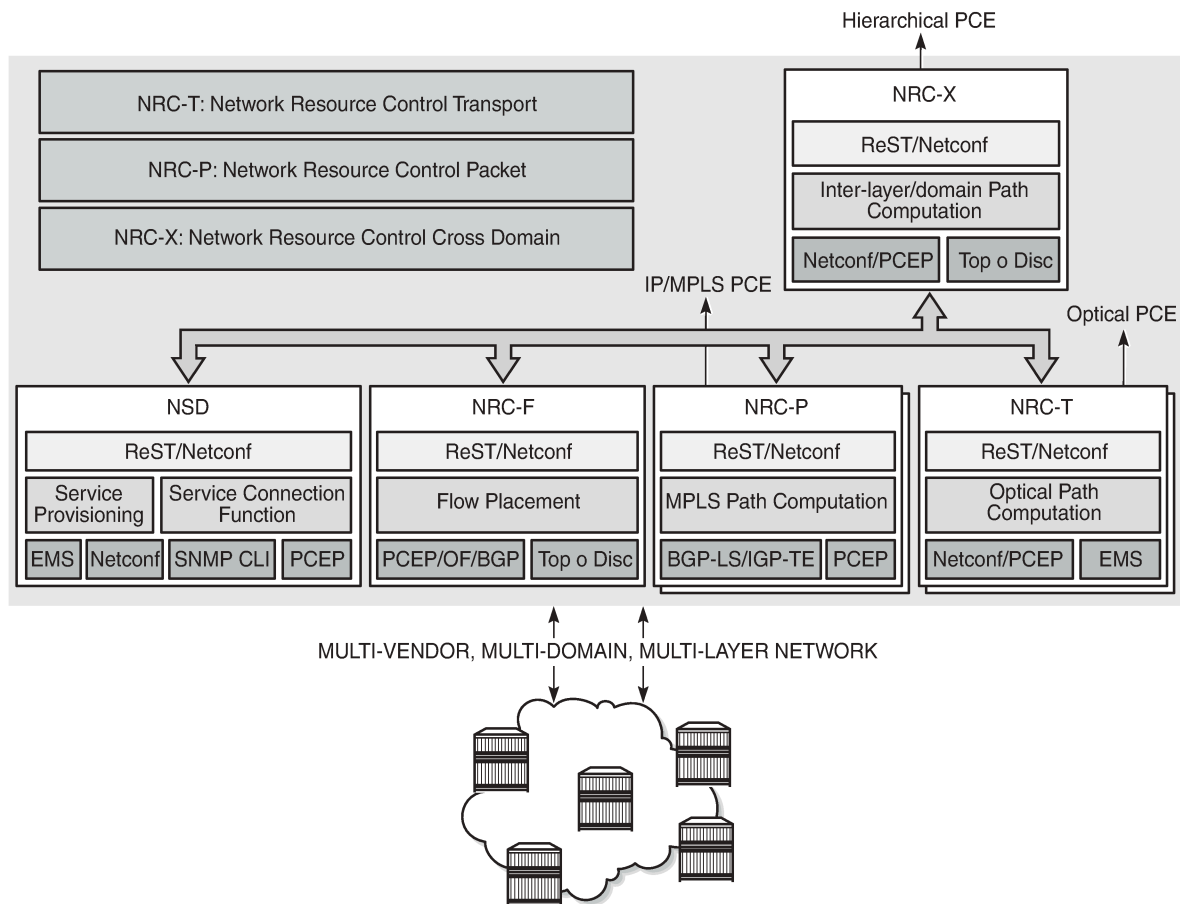 Hierarchical PCE
NRC-T: Network Resource Control Transport
NRC-P: Network Resource Control Packet
NRC-X: Network Resource Control Cross Domain
NRC-X
ReST/Netconf
Inter-layer/domain Path
Computation
Netconf/PCEP
Top o Disc
IP/MPLS PCE
Optical PCE
NSD
ReST/Netconf
Service
Provisioning
Service Connection
Function
EMS
Netconf
SNMP CLI
PCEP
NRC-F
ReST/Netconf
Flow Placement
PCEP/OF/BGP
Top o Disc
NRC-P
ReST/Netconf
MPLS Path Computation
BGP-LS/IGP-TE
PCEP
NRC-T
ReST/Netconf
Optical Path
Computation
Netconf/PCEP
EMS
MULTI-VENDOR, MULTI-DOMAIN, MULTI-LAYER NETWORK